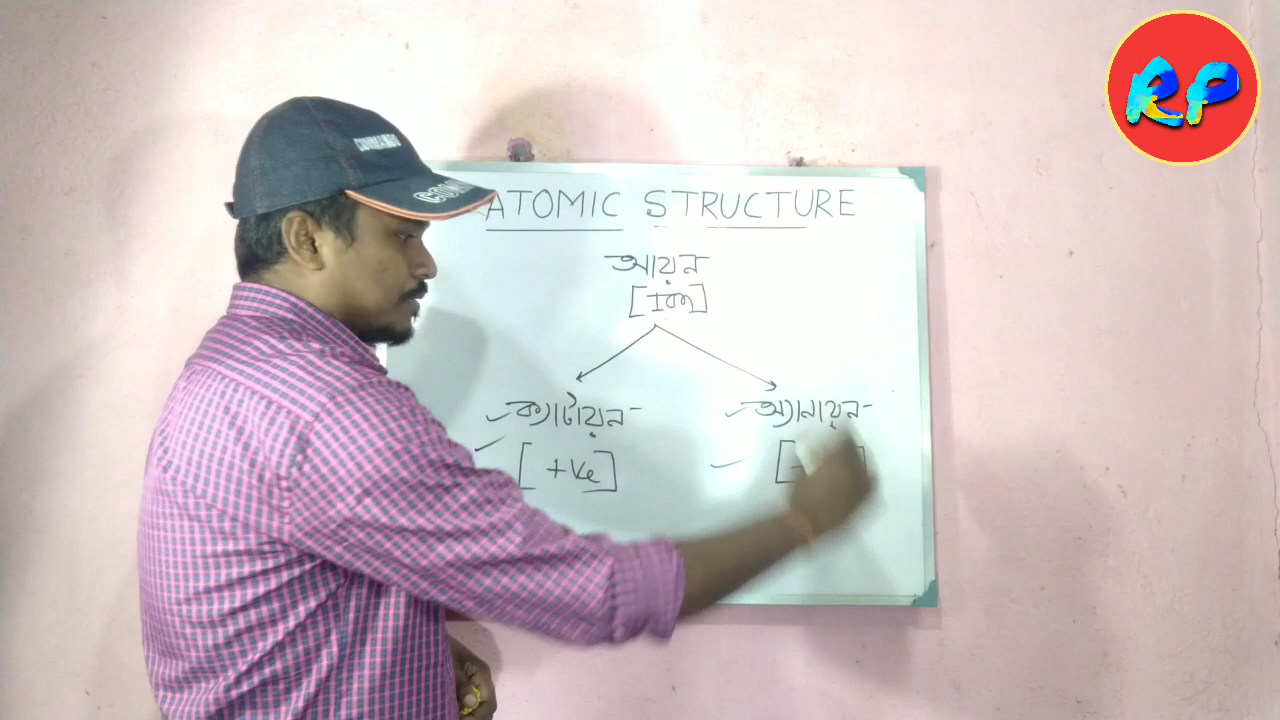 RP
ATOMIC STRUCTURE
আয়ন
[Ion]
ক্যাটায়ন
অ্যানায়ন
[+ve]